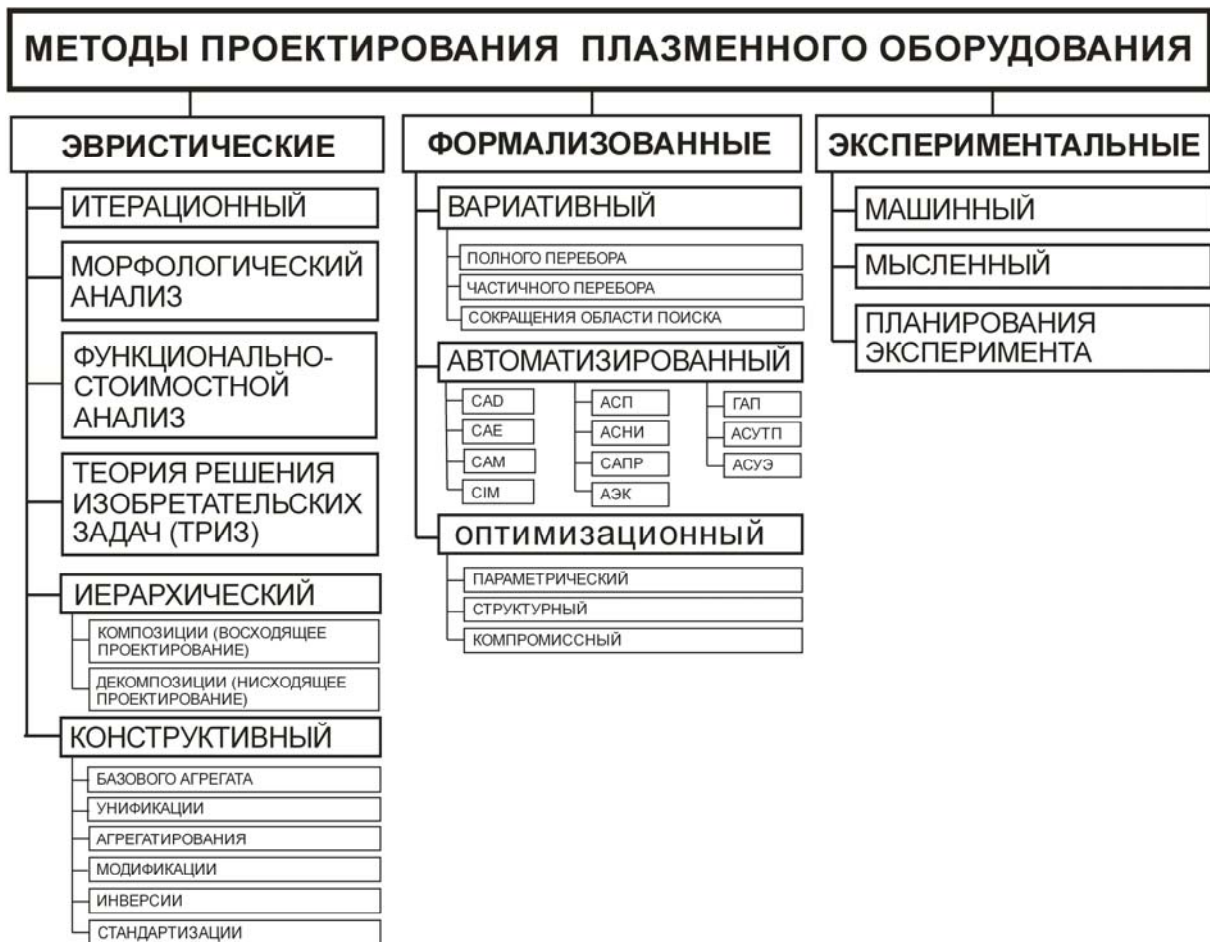 МЕТОДЫ ПРОЕКТИРОВАНИЯ ПЛАЗМЕННОГО ОБОРУДОВАНИЯ
ЭВРИСТИЧЕСКИЕ
ИТЕРАЦИОННЫЙ
МОРФОЛОГИЧЕСКИЙ
АНАЛИЗ
ФУНКЦИОНАЛЬНО-
СТОИМОСТНОЙ
АНАЛИЗ
ТЕОРИЯ РЕШЕНИЯ
ИЗОБРЕТАТЕЛЬСКИХ
ЗАДАЧ (ТРИЗ)
ИЕРАРХИЧЕСКИЙ
КОМПОЗИЦИИ (ВОСХОДЯЩЕЕ
ПРОЕКТИРОВАНИЕ)
ДЕКОМПОЗИЦИИ (НИСХОДЯЩЕЕ
ПРОЕКТИРОВАНИЕ)
КОНСТРУКТИВНЫЙ
БАЗОВОГО АГРЕГАТА
УНИФИКАЦИИ
АГРЕГАТИРОВАНИЯ
МОДИФИКАЦИИ
ИНВЕРСИИ
СТАНДАРТИЗАЦИИ
ФОРМАЛИЗОВАННЫЕ
ВАРИАТИВНЫЙ
ПОЛНОГО ПЕРЕБОРА
ЧАСТИЧНОГО ПЕРЕБОРА
СОКРАЩЕНИЯ ОБЛАСТИ ПОИСКА
АВТОМАТИЗИРОВАННЫЙ
CAD
CAE
CAM
CIM
АСП
АСНИ
САПР
АЭК
ГАП
АСУТП
АСУЭ
оптимизационный
ПАРАМЕТРИЧЕСКИЙ
СТРУКТУРНЫЙ
КОМПРОМИССНЫЙ
ЭКСПЕРИМЕНТАЛЬНЫЕ
МАШИННЫЙ
МЫСЛЕННЫЙ
ПЛАНИРОВАНИЯ
ЭКСПЕРИМЕНТА